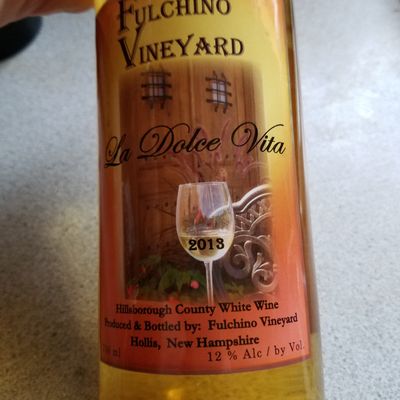 FULCHINO
VINEYARD
La Dolce Vita
2013
Hillsborough County White Wine
Produced & Bottled by: Fulchino Vineyard
Hollis, New Hampshire
ml 12 % Alc / by Vol.